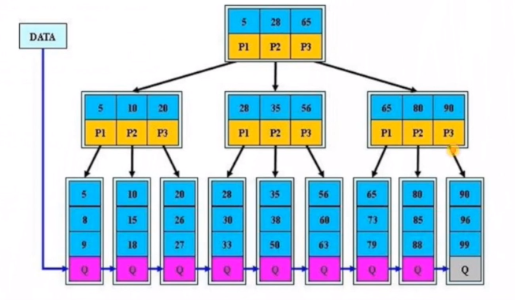 5 28 65
DATA
P1 P2 P3
5 10 20 28 35 56 65 80 90
P1 P2 P3 P1 P2 P3 P1 P2 P3
5 10 20 28 35 56 65 80 90
8 15 26 30 38 60 73 85 96
9 18 27 33 50 63 79 88 99
Q Q Q Q Q Q Q Q Q